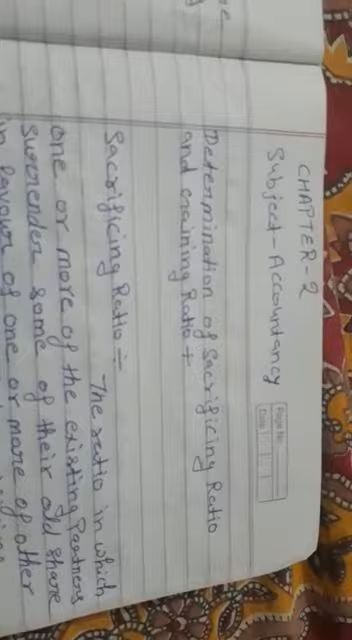 CHAPTER-2
Subject-Accountancy
Page No.
Date
Determination of Sacrificing Ratio
and Gaining Ratio÷
Sacrificing Ratio÷ The ratio in which
one or more of the existing Partners
Surrender some of their old share
in favour of one or more of other